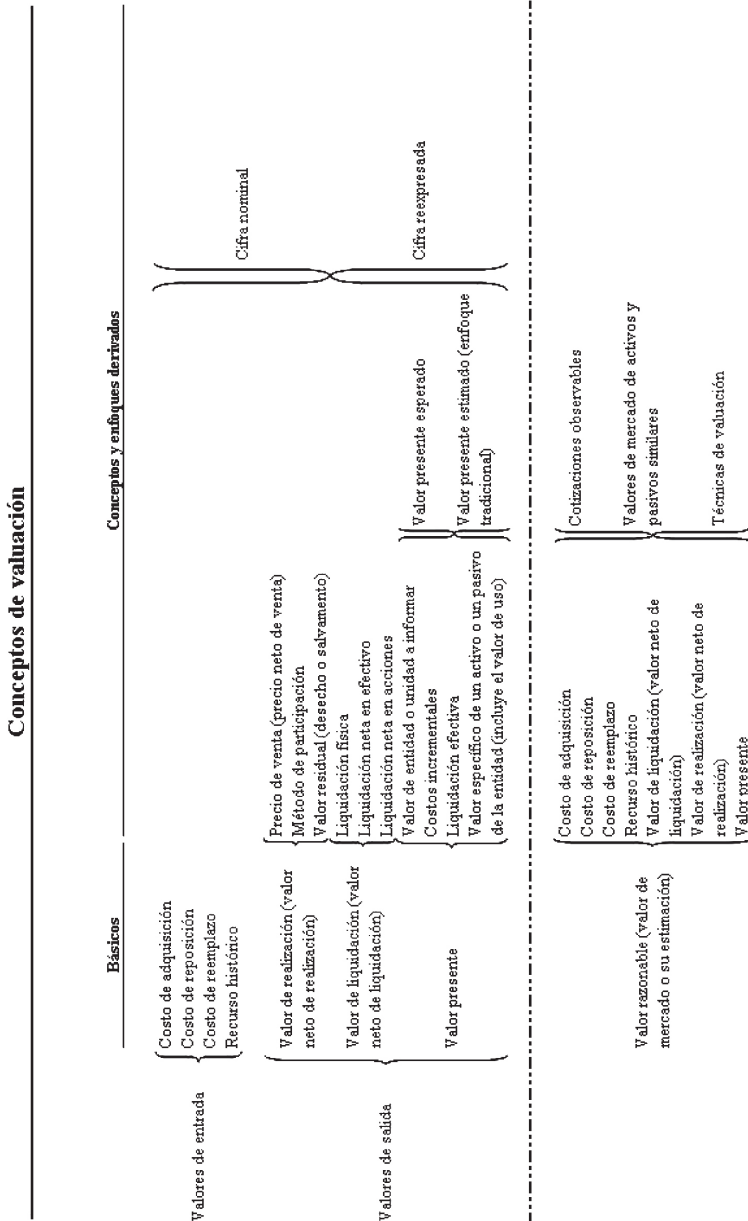 Conceptos de valuación
Básicos
Conceptos y enfoques derivados
Valores de entrada
Costo de adquisición
Costo de reposición
Costo de reemplazo
Recurso histórico
Valores de salida
Valor de realización (valor
neto de realización)
Precio de venta (precio neto de venta)
Método de participación
Valor residual (desecho o salvamento)
Valor de liquidación (valor
neto de liquidación)
Liquidación física
Liquidación neta en efectivo
Liquidación neta en acciones
Valor presente
Valor de entidad o unidad a informar
Costos incrementales
Liquidación efectiva
Valor específico de un activo o un pasivo
de la entidad (incluye el valor de uso)
Valor presente esperado
Valor presente estimado (enfoque
tradicional)
Cifra nominal
Cifra reexpresada
Valor razonable (valor de
mercado o su estimación)
Costo de adquisición
Costo de reposición
Costo de reemplazo
Recurso histórico
Valor de liquidación (valor neto de
liquidación)
Valor de realización (valor neto de
realización)
Valor presente
Cotizaciones observables
Valores de mercado de activos y
pasivos similares
Técnicas de valuación